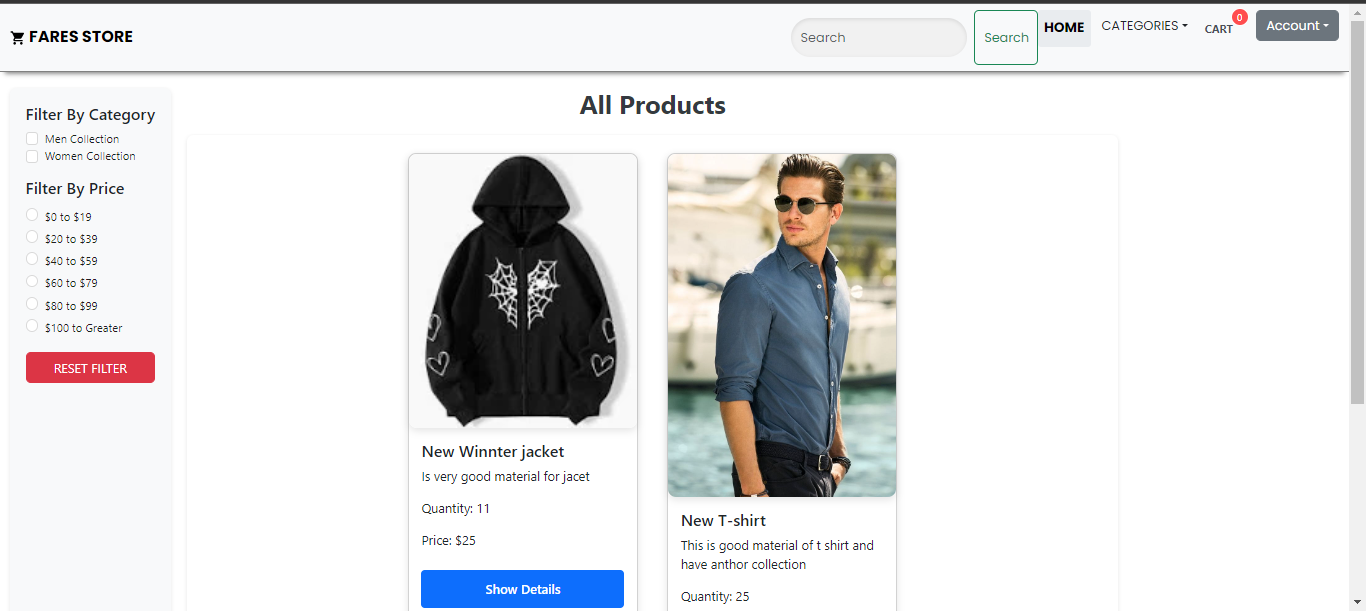 FARES STORE
Search
Search
HOME
CATEGORIES
CART
0
Account
Filter By Category
Men Collection
Women Collection
Filter By Price
$0 to $19
$20 to $39
$40 to $59
$60 to $79
$80 to $99
$100 to Greater
RESET FILTER
All Products
New Winnter jacket
Is very good material for jacet
Quantity: 11
Price: $25
Show Details
New T-shirt
This is good material of t shirt and
have anthor collection
Quantity: 25